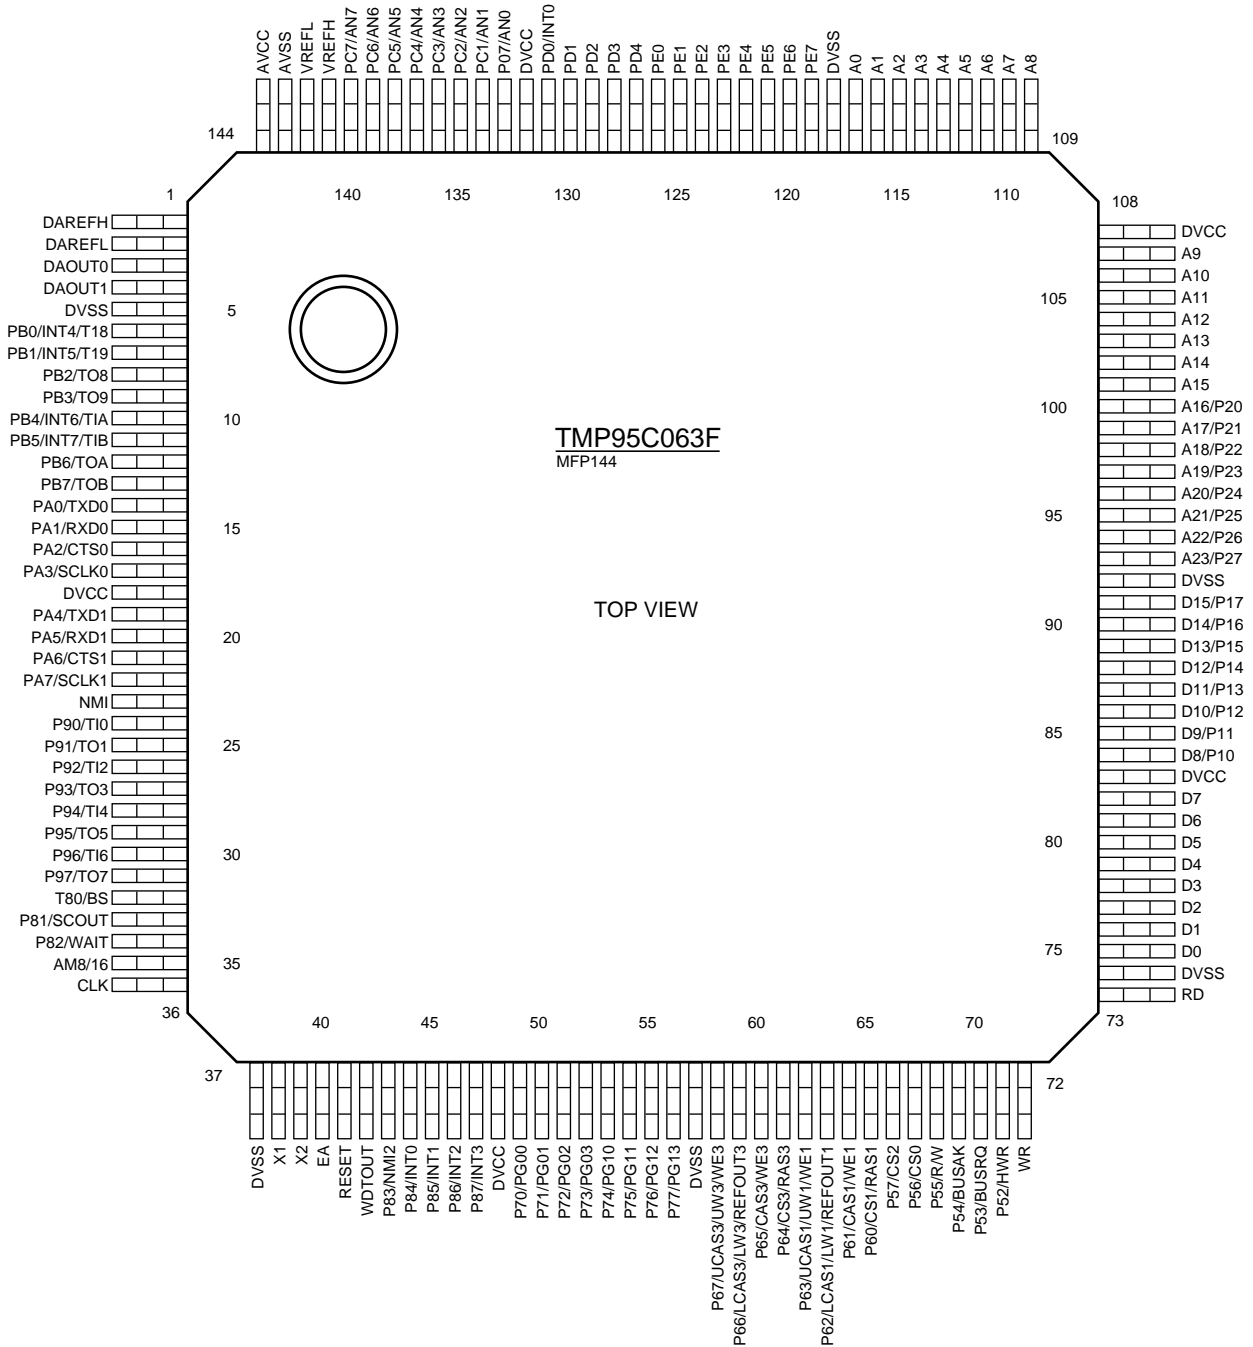 AVCC
AVSS
VREFL
VREFH
PC7/AN7
PC6/AN6
PC5/AN5
PC4/AN4
PC3/AN3
PC2/AN2
PC1/AN1
P07/AN0
DVCC
PD0/INT0
PD1
PD2
PD3
PD4
PE0
PE1
PE2
PE3
PE4
PE5
PE6
PE7
DVSS
A0
A1
A2
A3
A4
A5
A6
A7
A8
144
109
1
140
135
130
125
120
115
110
108
DAREFH
DAREFL
DAOUT0
DAOUT1
DVSS
PB0/INT4/T18
PB1/INT5/T19
PB2/TO8
PB3/TO9
PB4/INT6/TIA
PB5/INT7/TIB
PB6/TOA
PB7/TOB
PA0/TXD0
PA1/RXD0
PA2/CTS0
PA3/SCLK0
DVCC
PA4/TXD1
PA5/RXD1
PA6/CTS1
PA7/SCLK1
NMI
P90/TI0
P91/TO1
P92/TI2
P93/TO3
P94/TI4
P95/TO5
P96/TI6
P97/TO7
T80/BS
P81/SCOUT
P82/WAIT
AM8/16
CLK
5
10
15
20
25
30
35
TMP95C063F
MFP144
TOP VIEW
105
100
95
90
85
80
75
DVCC
A9
A10
A11
A12
A13
A14
A15
A16/P20
A17/P21
A18/P22
A19/P23
A20/P24
A21/P25
A22/P26
A23/P27
DVSS
D15/P17
D14/P16
D13/P15
D12/P14
D11/P13
D10/P12
D9/P11
D8/P10
DVCC
D7
D6
D5
D4
D3
D2
D1
D0
DVSS
RD
36
40
45
50
55
60
65
70
73
37
72
DVSS
X1
X2
EA
RESET
WDTOUT
P83/NMI2
P84/INT0
P85/INT1
P86/INT2
P87/INT3
DVCC
P70/PG00
P71/PG01
P72/PG02
P73/PG03
P74/PG10
P75/PG11
P76/PG12
P77/PG13
DVSS
P67/UCAS3/UW3/WE3
P66/LCAS3/LW3/REFOUT3
P65/CAS3/WE3
P64/CS3/RAS3
P63/UCAS1/UW1/WE1
P62/LCAS1/LW1/REFOUT1
P61/CAS1/WE1
P60/CS1/RAS1
P57/CS2
P56/CS0
P55/R/W
P54/BUSAK
P53/BUSRQ
P52/HWR
WR